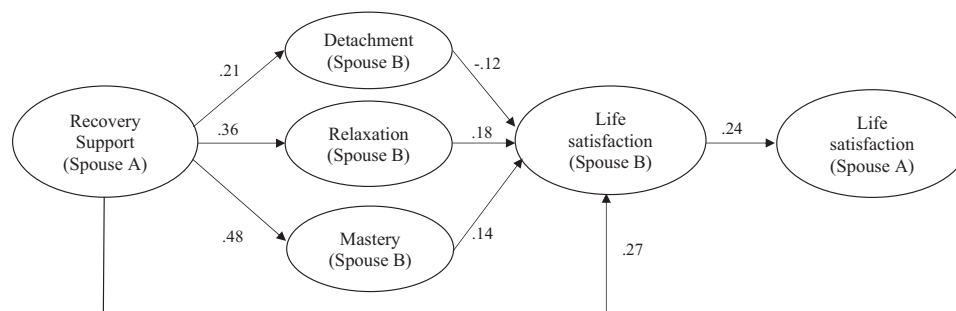 Detachment
(Spouse B)
.21
-.12
Recovery
Support
(Spouse A)
.36
Relaxation
(Spouse B)
.18
Life
satisfaction
(Spouse B)
.24
Life
satisfaction
(Spouse A)
.48
Mastery
(Spouse B)
.14
.27